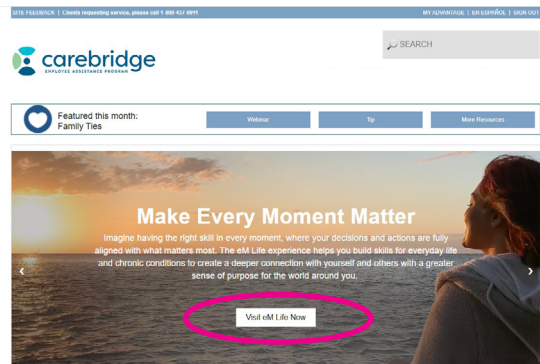 SITE FEEDBACK | Clients requesting service, please call 1-800-437-0911
MY ADVANTAGE | EN ESPAÑOL | SIGN OUT
SEARCH
carebridge
EMPLOYEE ASSISTANCE PROGRAM
Featured this month:
Family Ties
Webinar
Tip
More Resources
Make Every Moment Matter
Imagine having the right skill in every moment, where your decisions and actions are fully
aligned with what matters most. The eM Life experience helps you build skills for everyday life
and chronic conditions to create a deeper connection with yourself and others with a greater
sense of purpose for the world around you.
Visit eM Life Now